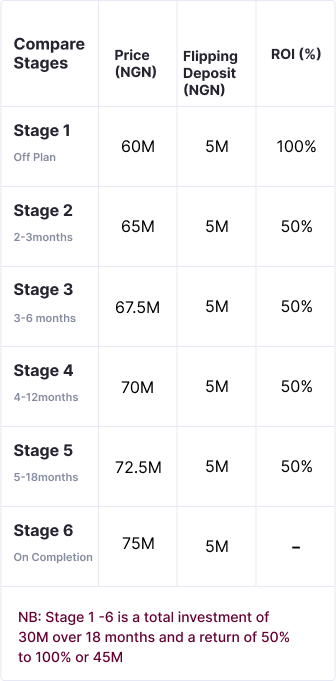 Compare Stages
Price (NGN)
Flipping Deposit (NGN)
ROI (%)
Stage 1
Off Plan
60M
5M
100%
Stage 2
2-3months
65M
5M
50%
Stage 3
3-6 months
67.5M
5M
50%
Stage 4
4-12months
70M
5M
50%
Stage 5
5-18months
72.5M
5M
50%
Stage 6
On Completion
75M
5M
–
NB: Stage 1 -6 is a total investment of
30M over 18 months and a return of 50%
to 100% or 45M